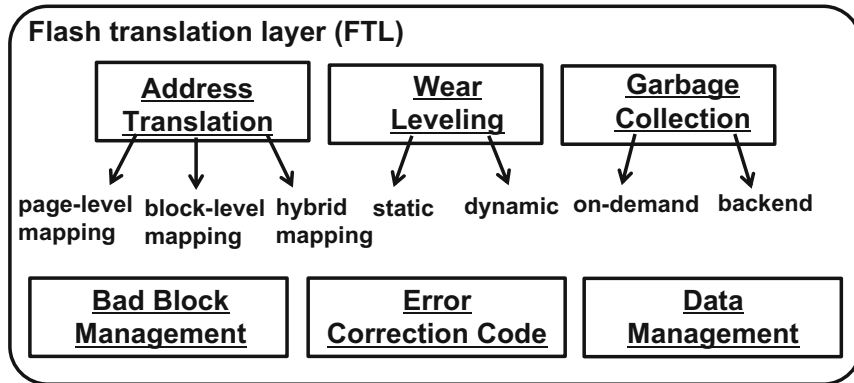 Flash translation layer (FTL)
Address
Translation
Wear
Leveling
Garbage
Collection
page-level
mapping
block-level
mapping
hybrid
mapping
static
dynamic
on-demand
backend
Bad Block
Management
Error
Correction Code
Data
Management